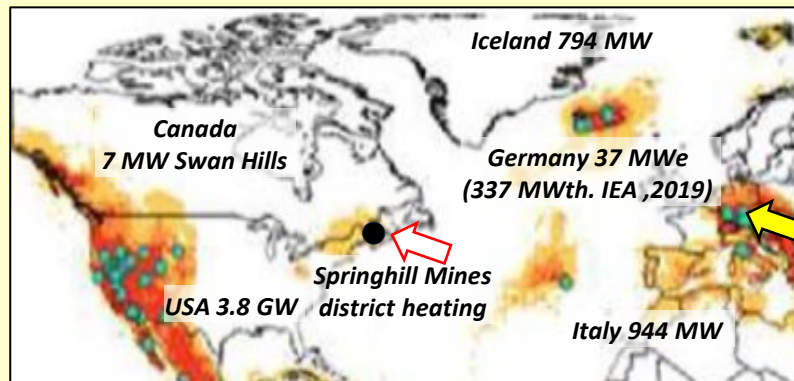 Iceland 794 MW
Canada
7 MW Swan Hills
Germany 37 MWe
(337 MWth. IEA ,2019)
Springhill Mines
district heating
USA 3.8 GW
Italy 944 MW